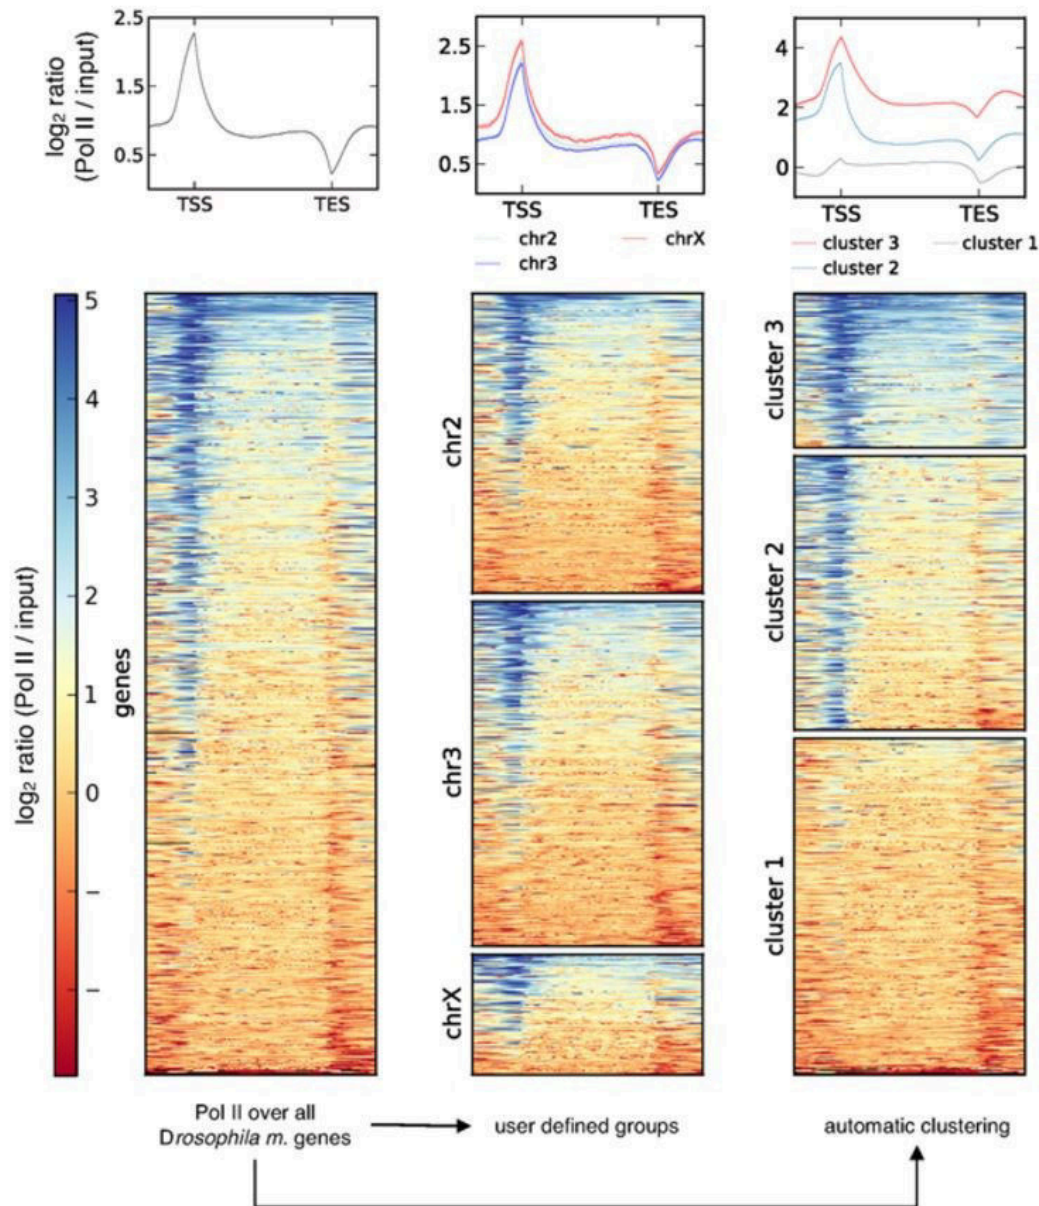 log₂ ratio
(Pol II / input)
2.5
1.5
0.5
TSS
TES
2.5
1.5
0.5
TSS
TES
chr2
chrX
chr3
4
2
0
TSS
TES
cluster 3
cluster 1
cluster 2
log₂ ratio (Pol II / input)
5
4
3
2
1
0
−
−
genes
chr2
chr3
chrX
cluster 3
cluster 2
cluster 1
Pol II over all
Drosophila m. genes
user defined groups
automatic clustering